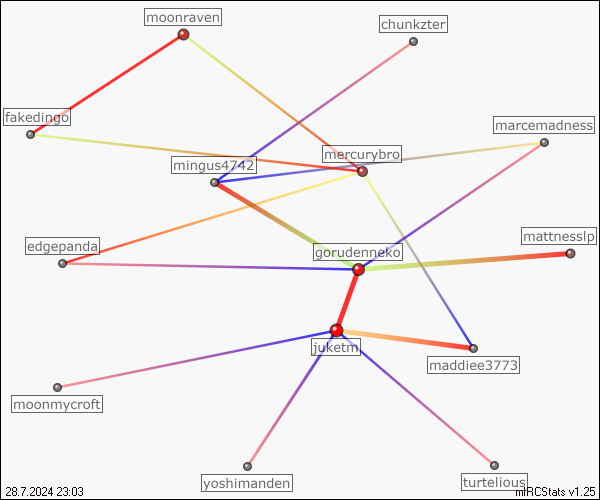 moonraven
chunkzter
fakedingo
marcemadness
mercurybro
mingus4742
mattnesslp
edgepanda
gorudenneko
juketm
maddiee3773
moonmycroft
yoshimanden
turtelious
28.7.2024 23:03
mIRCStats v1.25